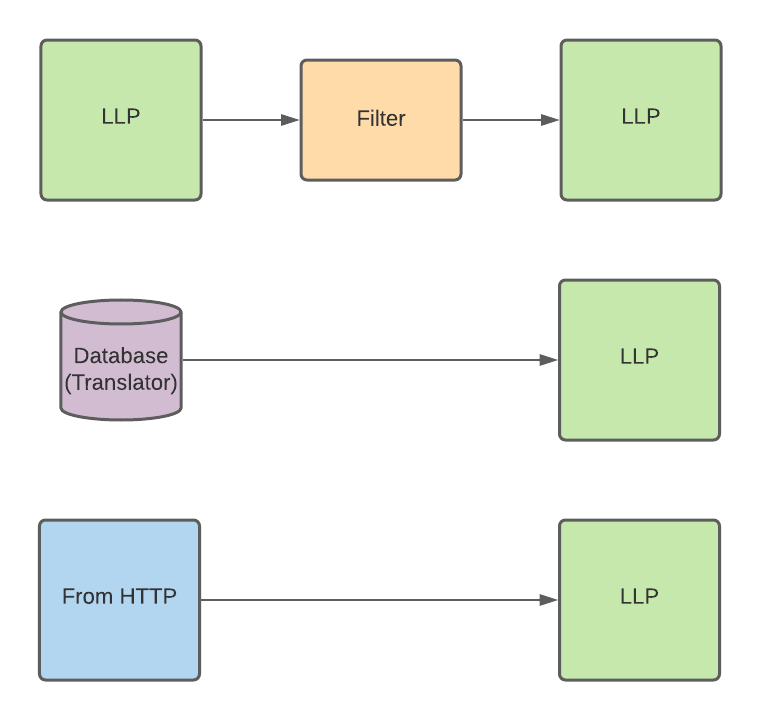 LLP
Filter
LLP
Database
(Translator)
LLP
From HTTP
LLP